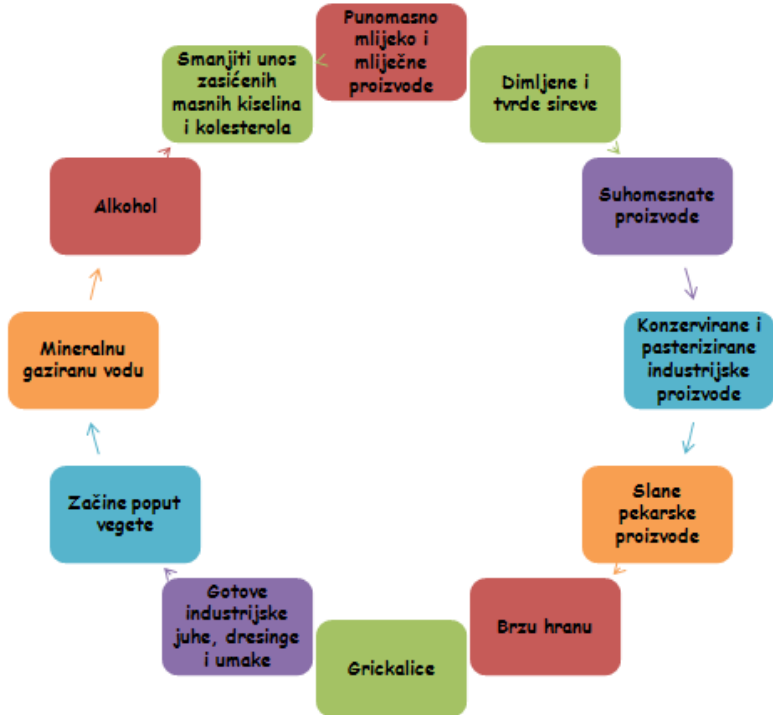 Punomasno
mlijeko i
mliječne
proizvode
Dimljene i
tvrde sireve
Suhomesnate
proizvode
Konzervirane i
pasterizirane
industrijske
proizvode
Slane
pekarske
proizvode
Brzu hranu
Grickalice
Gotove
industrijske
juhe, dresinge
i umake
Začine poput
vegete
Mineralnu
gaziranu vodu
Alkohol
Smanjiti unos
zasićenih
masnih kiselina
i kolesterola